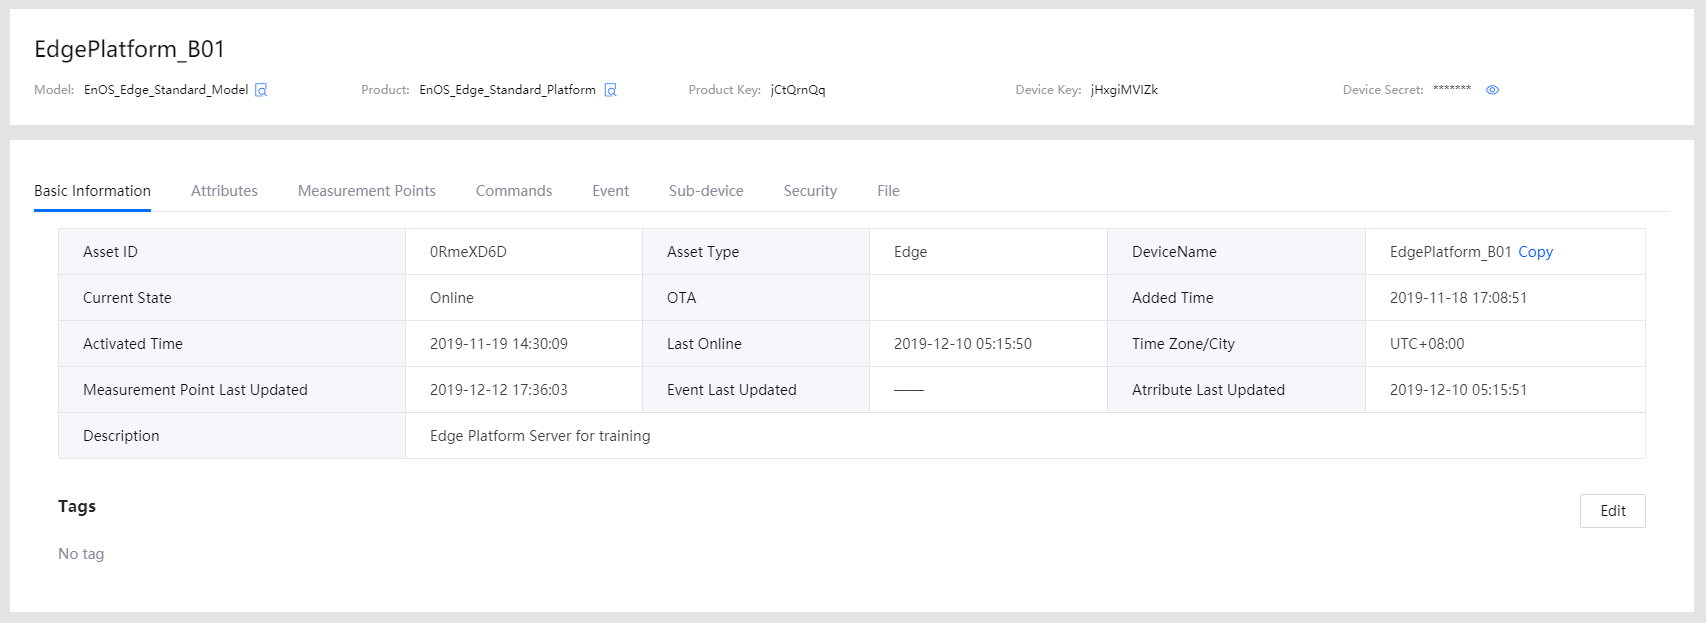 EdgePlatform_B01
Model: EnOS_Edge_Standard_Model Product: EnOS_Edge_Standard_Platform Product Key: jCtQrnQq Device Key: jHxgiMVIZk Device Secret: *******
Basic Information Attributes Measurement Points Commands Event Sub-device Security File
Asset ID 0RmeXD6D Asset Type Edge DeviceName EdgePlatform_B01 Copy
Current State Online OTA Added Time 2019-11-18 17:08:51
Activated Time 2019-11-19 14:30:09 Last Online 2019-12-10 05:15:50 Time Zone/City UTC+08:00
Measurement Point Last Updated 2019-12-12 17:36:03 Event Last Updated —— Atrribute Last Updated 2019-12-10 05:15:51
Description Edge Platform Server for training
Tags Edit
No tag